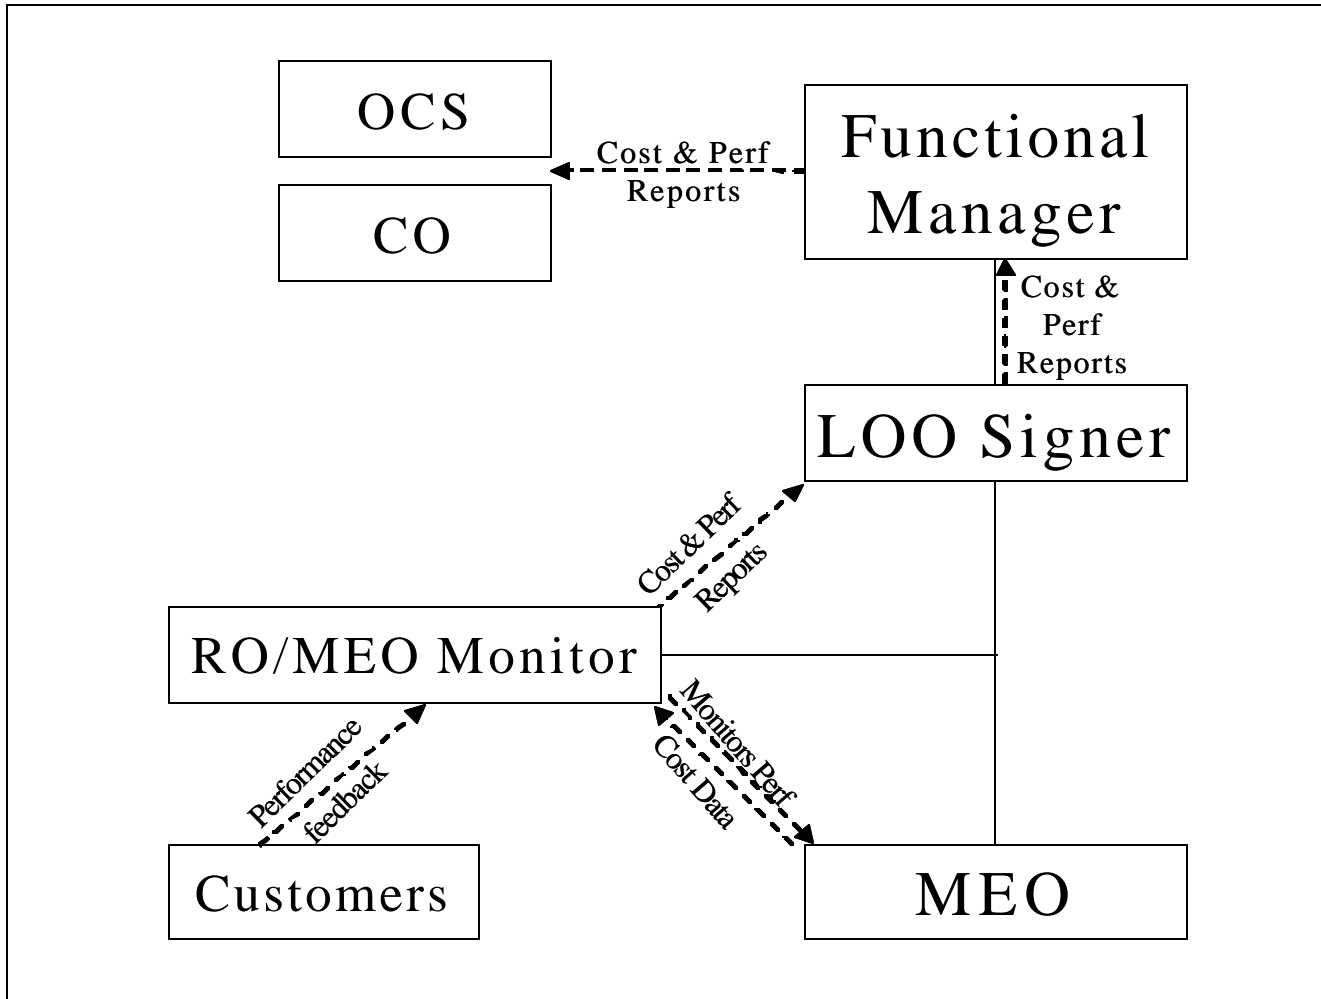 OCS
CO
Cost & Perf
Reports
Functional
Manager
Cost &
Perf
Reports
LOO Signer
Cost & Perf
Reports
RO/MEO Monitor
Monitors Perf
Cost Data
Performance
feedback
Customers
MEO